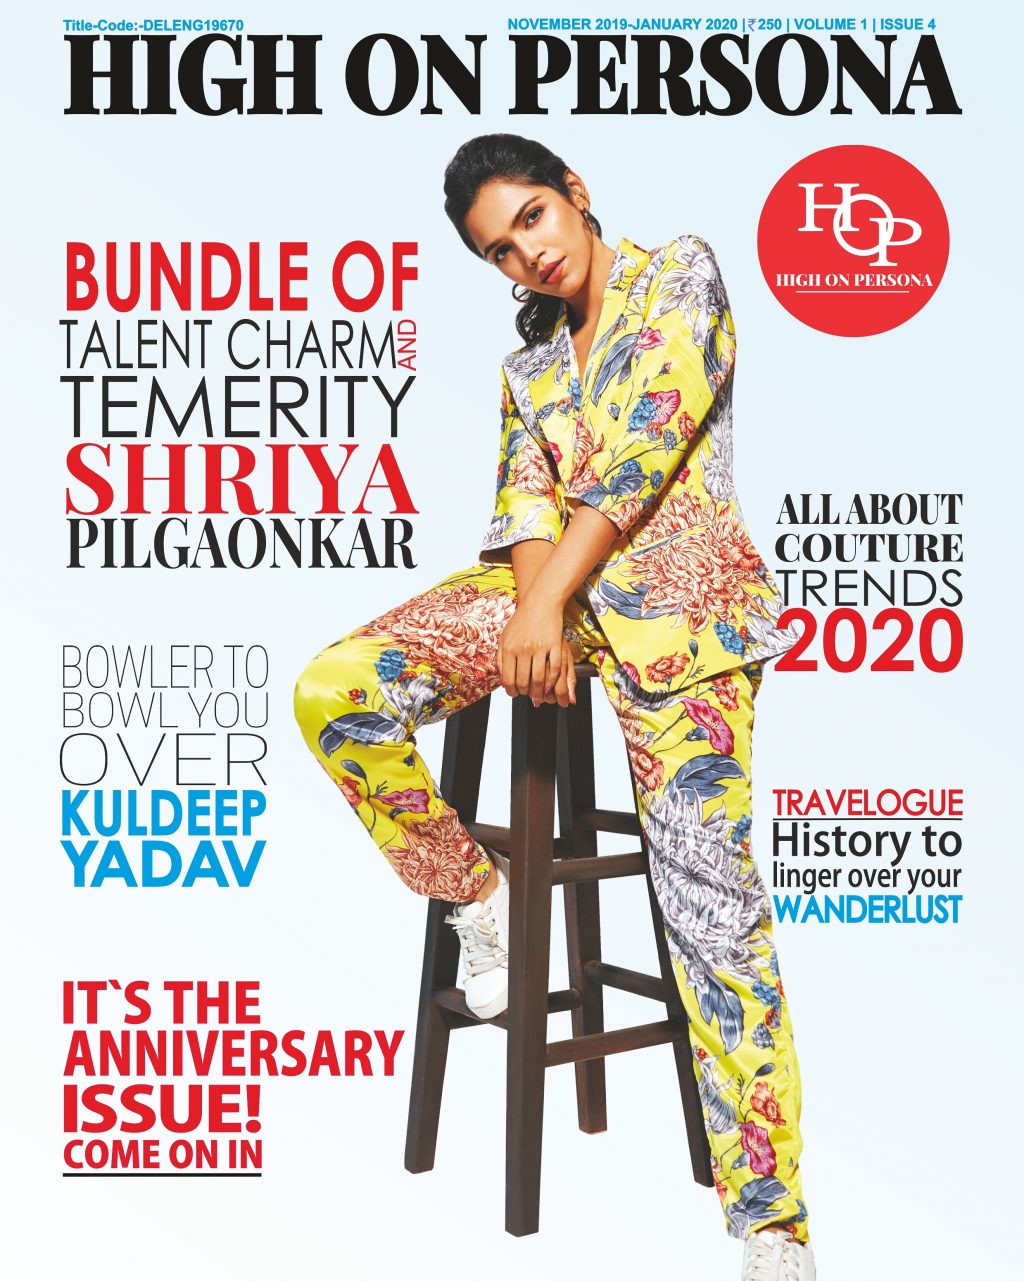 Title-Code:-DELENG19670
NOVEMBER 2019-JANUARY 2020 |₹250 | VOLUME 1 | ISSUE 4
HIGH ON PERSONA
HOP
HIGH ON PERSONA
BUNDLE OF
TALENT CHARM AND
TEMERITY
SHRIYA
PILGAONKAR
ALL ABOUT
COUTURE
TRENDS
2020
BOWLER TO
BOWL YOU
OVER
KULDEEP
YADAV
TRAVELOGUE
History to
linger over your
WANDERLUST
IT`S THE
ANNIVERSARY
ISSUE!
COME ON IN